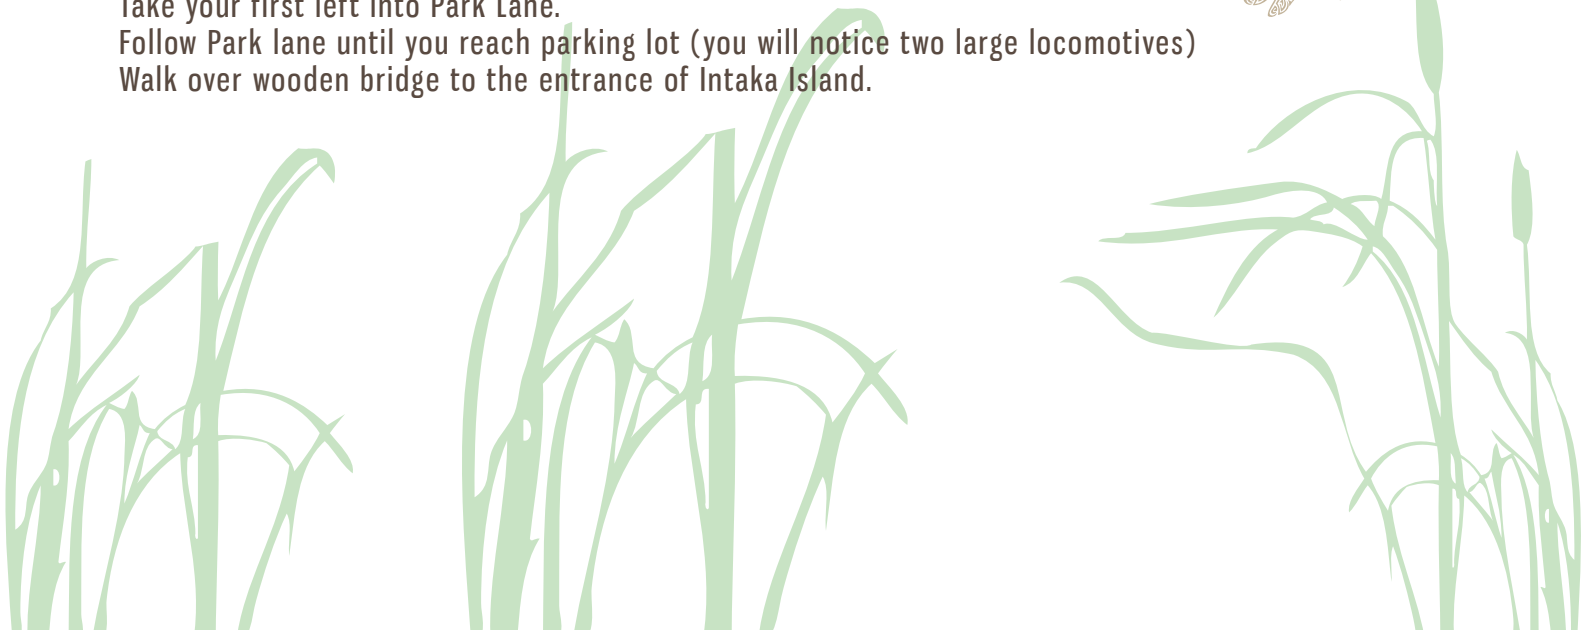 Take your first left into Park Lane.
Follow Park lane until you reach parking lot (you will notice two large locomotives)
Walk over wooden bridge to the entrance of Intaka Island.